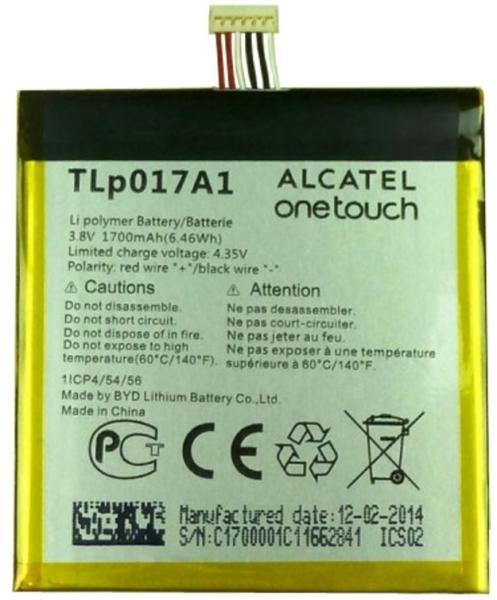 TLp017A1
ALCATEL
onetouch
Li polymer Battery/Batterie
3.8V 1700mAh(6.46Wh)
Limited charge voltage: 4.35V
Polarity: red wire "+"/black wire "-"
Cautions
Do not disassemble.
Do not short circuit.
Do not dispose of in fire.
Do not expose to high
temperature(60°C/140°F).
Attention
Ne pas desassembler.
Ne pas court-circuiter.
Ne pas jeter au feu.
Ne pas exposer à une température
supérieure à 60°C/140°F.
1ICP4/54/56
Made by BYD Lithium Battery Co.,Ltd.
Made in China
РСТ
CE
Manufactured date: 12-02-2014
S/N:C1700001C11662841 ICS02